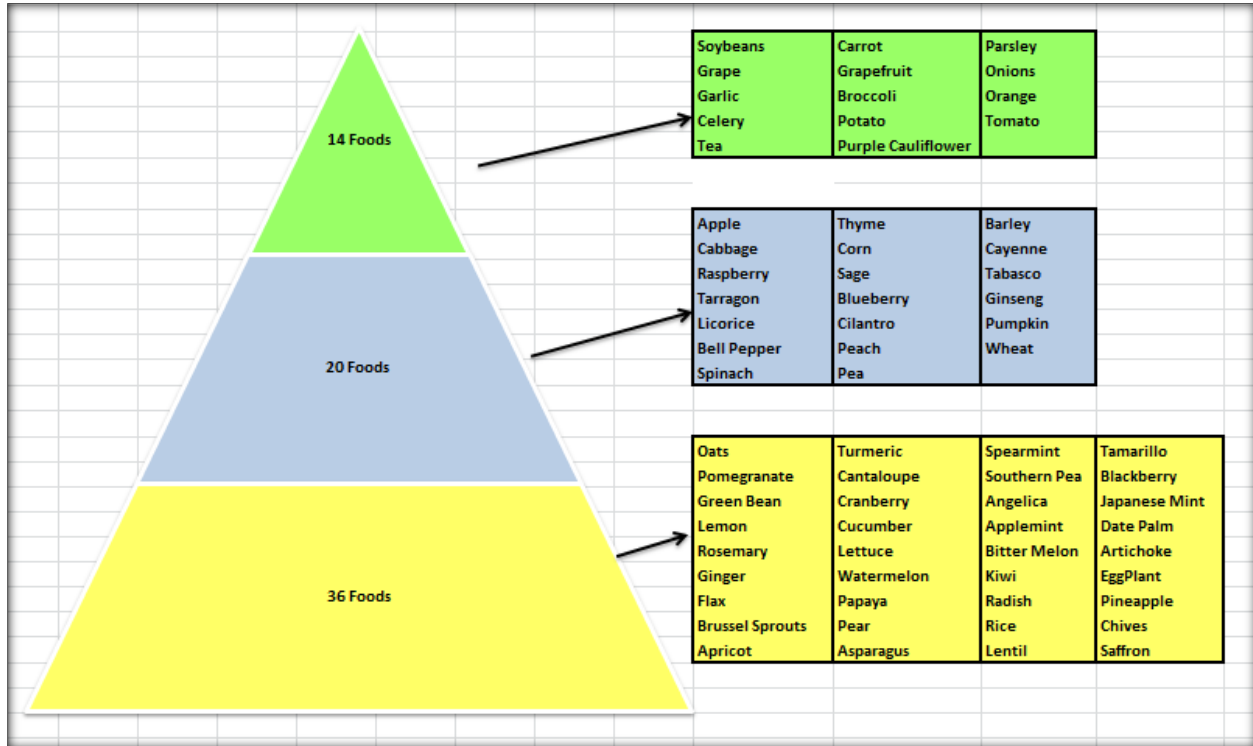 14 Foods
Soybeans Carrot Parsley
Grape Grapefruit Onions
Garlic Broccoli Orange
Celery Potato Tomato
Tea Purple Cauliflower
20 Foods
Apple Thyme Barley
Cabbage Corn Cayenne
Raspberry Sage Tabasco
Tarragon Blueberry Ginseng
Licorice Cilantro Pumpkin
Bell Pepper Peach Wheat
Spinach Pea
36 Foods
Oats Turmeric Spearmint Tamarillo
Pomegranate Cantaloupe Southern Pea Blackberry
Green Bean Cranberry Angelica Japanese Mint
Lemon Cucumber Applemint Date Palm
Rosemary Lettuce Bitter Melon Artichoke
Ginger Watermelon Kiwi EggPlant
Flax Papaya Radish Pineapple
Brussel Sprouts Pear Rice Chives
Apricot Asparagus Lentil Saffron